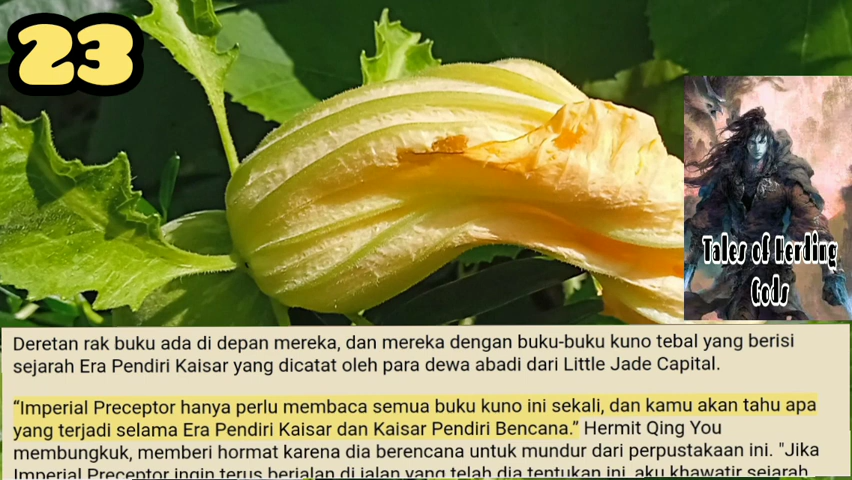 23
Tales of Herding
Gods
Deretan rak buku ada di depan mereka, dan mereka dengan buku-buku kuno tebal yang berisi
sejarah Era Pendiri Kaisar yang dicatat oleh para dewa abadi dari Little Jade Capital.
“Imperial Preceptor hanya perlu membaca semua buku kuno ini sekali, dan kamu akan tahu apa
yang terjadi selama Era Pendiri Kaisar dan Kaisar Pendiri Bencana.” Hermit Qing You
membungkuk, memberi hormat karena dia berencana untuk mundur dari perpustakaan ini. "Jika
Imperial Preceptor ingin terus berjalan di jalan yang telah dia tentukan ini, aku khawatir sejarah